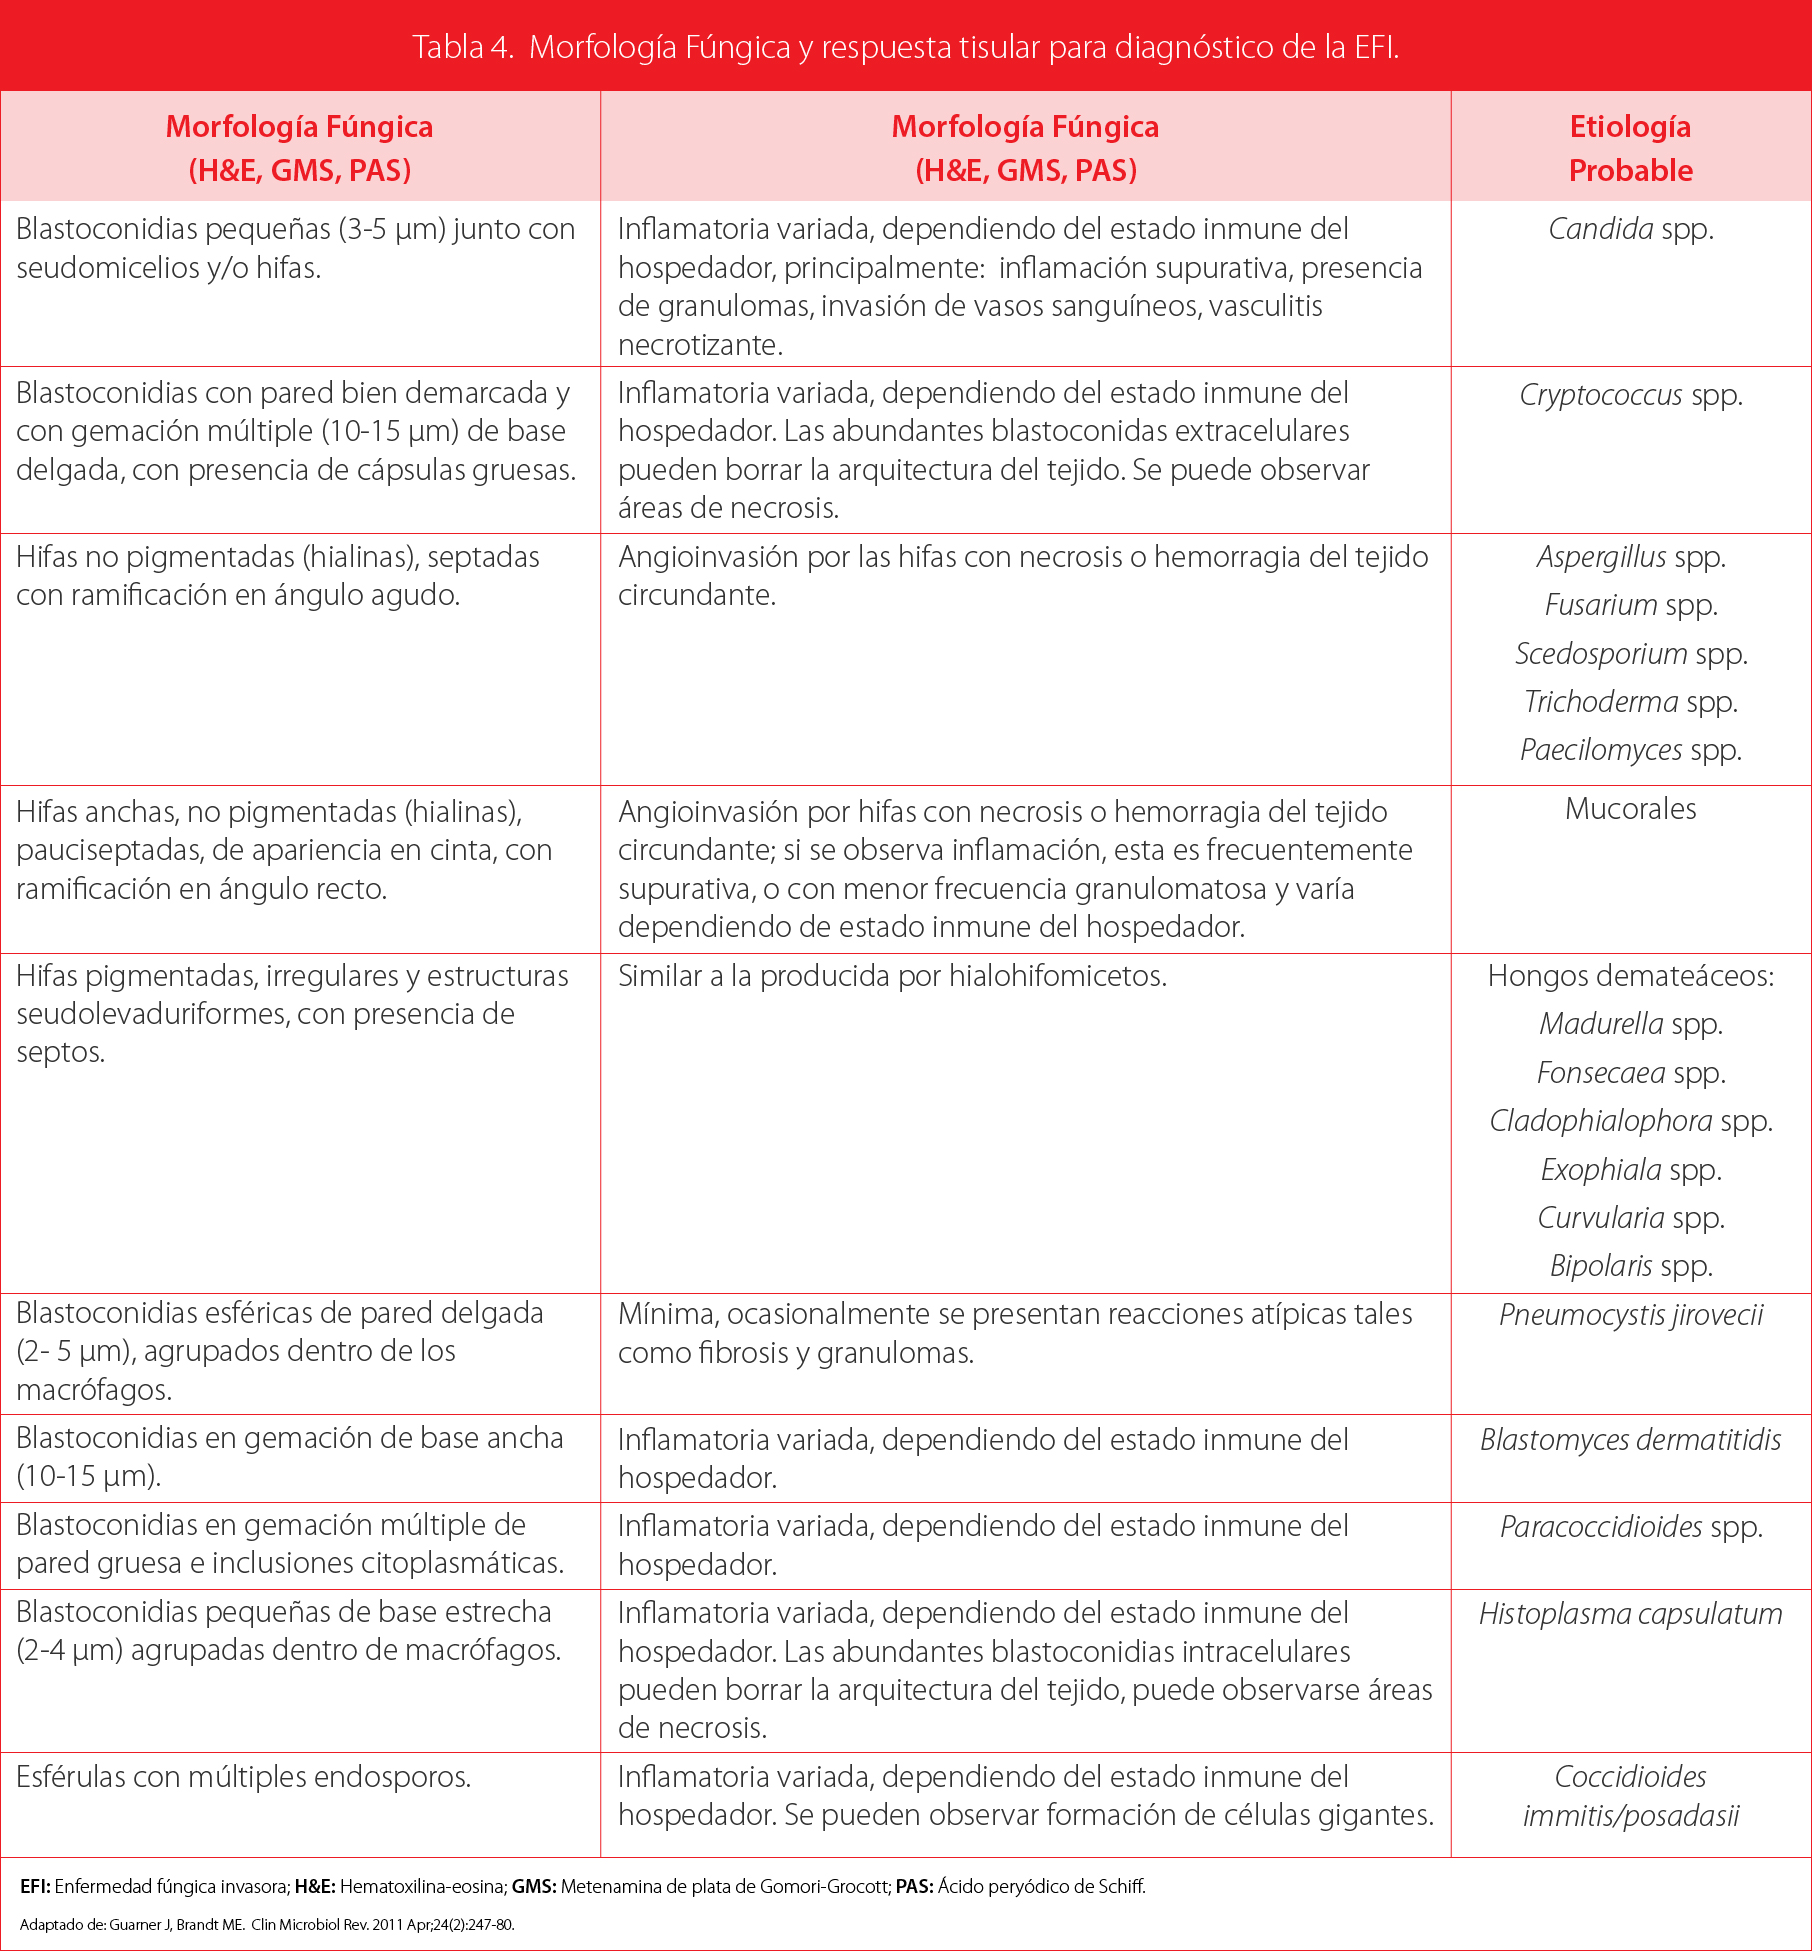 Tabla 4.  Morfología Fúngica y respuesta tisular para diagnóstico de la EFI.
Morfología Fúngica
(H&E, GMS, PAS)
Morfología Fúngica
(H&E, GMS, PAS)
Etiología
Probable
Blastoconidias pequeñas (3-5 µm) junto con
seudomicelios y/o hifas.
Inflamatoria variada, dependiendo del estado inmune del
hospedador, principalmente:  inflamación supurativa, presencia
de granulomas, invasión de vasos sanguíneos, vasculitis
necrotizante.
Candida spp.
Blastoconidias con pared bien demarcada y
con gemación múltiple (10-15 µm) de base
delgada, con presencia de cápsulas gruesas.
Inflamatoria variada, dependiendo del estado inmune del
hospedador. Las abundantes blastoconidas extracelulares
pueden borrar la arquitectura del tejido. Se puede observar
áreas de necrosis.
Cryptococcus spp.
Hifas no pigmentadas (hialinas), septadas
con ramificación en ángulo agudo.
Angioinvasión por las hifas con necrosis o hemorragia del tejido
circundante.
Aspergillus spp.
Fusarium spp.
Scedosporium spp.
Trichoderma spp.
Paecilomyces spp.
Hifas anchas, no pigmentadas (hialinas),
pauciseptadas, de apariencia en cinta, con
ramificación en ángulo recto.
Angioinvasión por hifas con necrosis o hemorragia del tejido
circundante; si se observa inflamación, esta es frecuentemente
supurativa, o con menor frecuencia granulomatosa y varía
dependiendo de estado inmune del hospedador.
Mucorales
Hifas pigmentadas, irregulares y estructuras
seudolevaduriformes, con presencia de
septos.
Similar a la producida por hialohifomicetos.
Hongos demateáceos:
Madurella spp.
Fonsecaea spp.
Cladophialophora spp.
Exophiala spp.
Curvularia spp.
Bipolaris spp.
Blastoconidias esféricas de pared delgada
(2- 5 µm), agrupados dentro de los
macrófagos.
Mínima, ocasionalmente se presentan reacciones atípicas tales
como fibrosis y granulomas.
Pneumocystis jirovecii
Blastoconidias en gemación de base ancha
(10-15 µm).
Inflamatoria variada, dependiendo del estado inmune del
hospedador.
Blastomyces dermatitidis
Blastoconidias en gemación múltiple de
pared gruesa e inclusiones citoplasmáticas.
Inflamatoria variada, dependiendo del estado inmune del
hospedador.
Paracoccidioides spp.
Blastoconidias pequeñas de base estrecha
(2-4 µm) agrupadas dentro de macrófagos.
Inflamatoria variada, dependiendo del estado inmune del
hospedador. Las abundantes blastoconidias intracelulares
pueden borrar la arquitectura del tejido, puede observarse áreas
de necrosis.
Histoplasma capsulatum
Esférulas con múltiples endosporos.
Inflamatoria variada, dependiendo del estado inmune del
hospedador. Se pueden observar formación de células gigantes.
Coccidioides
immitis/posadasii
EFI: Enfermedad fúngica invasora; H&E: Hematoxilina-eosina; GMS: Metenamina de plata de Gomori-Grocott; PAS: Ácido peryódico de Schiff.
Adaptado de: Guarner J, Brandt ME.  Clin Microbiol Rev. 2011 Apr;24(2):247-80.